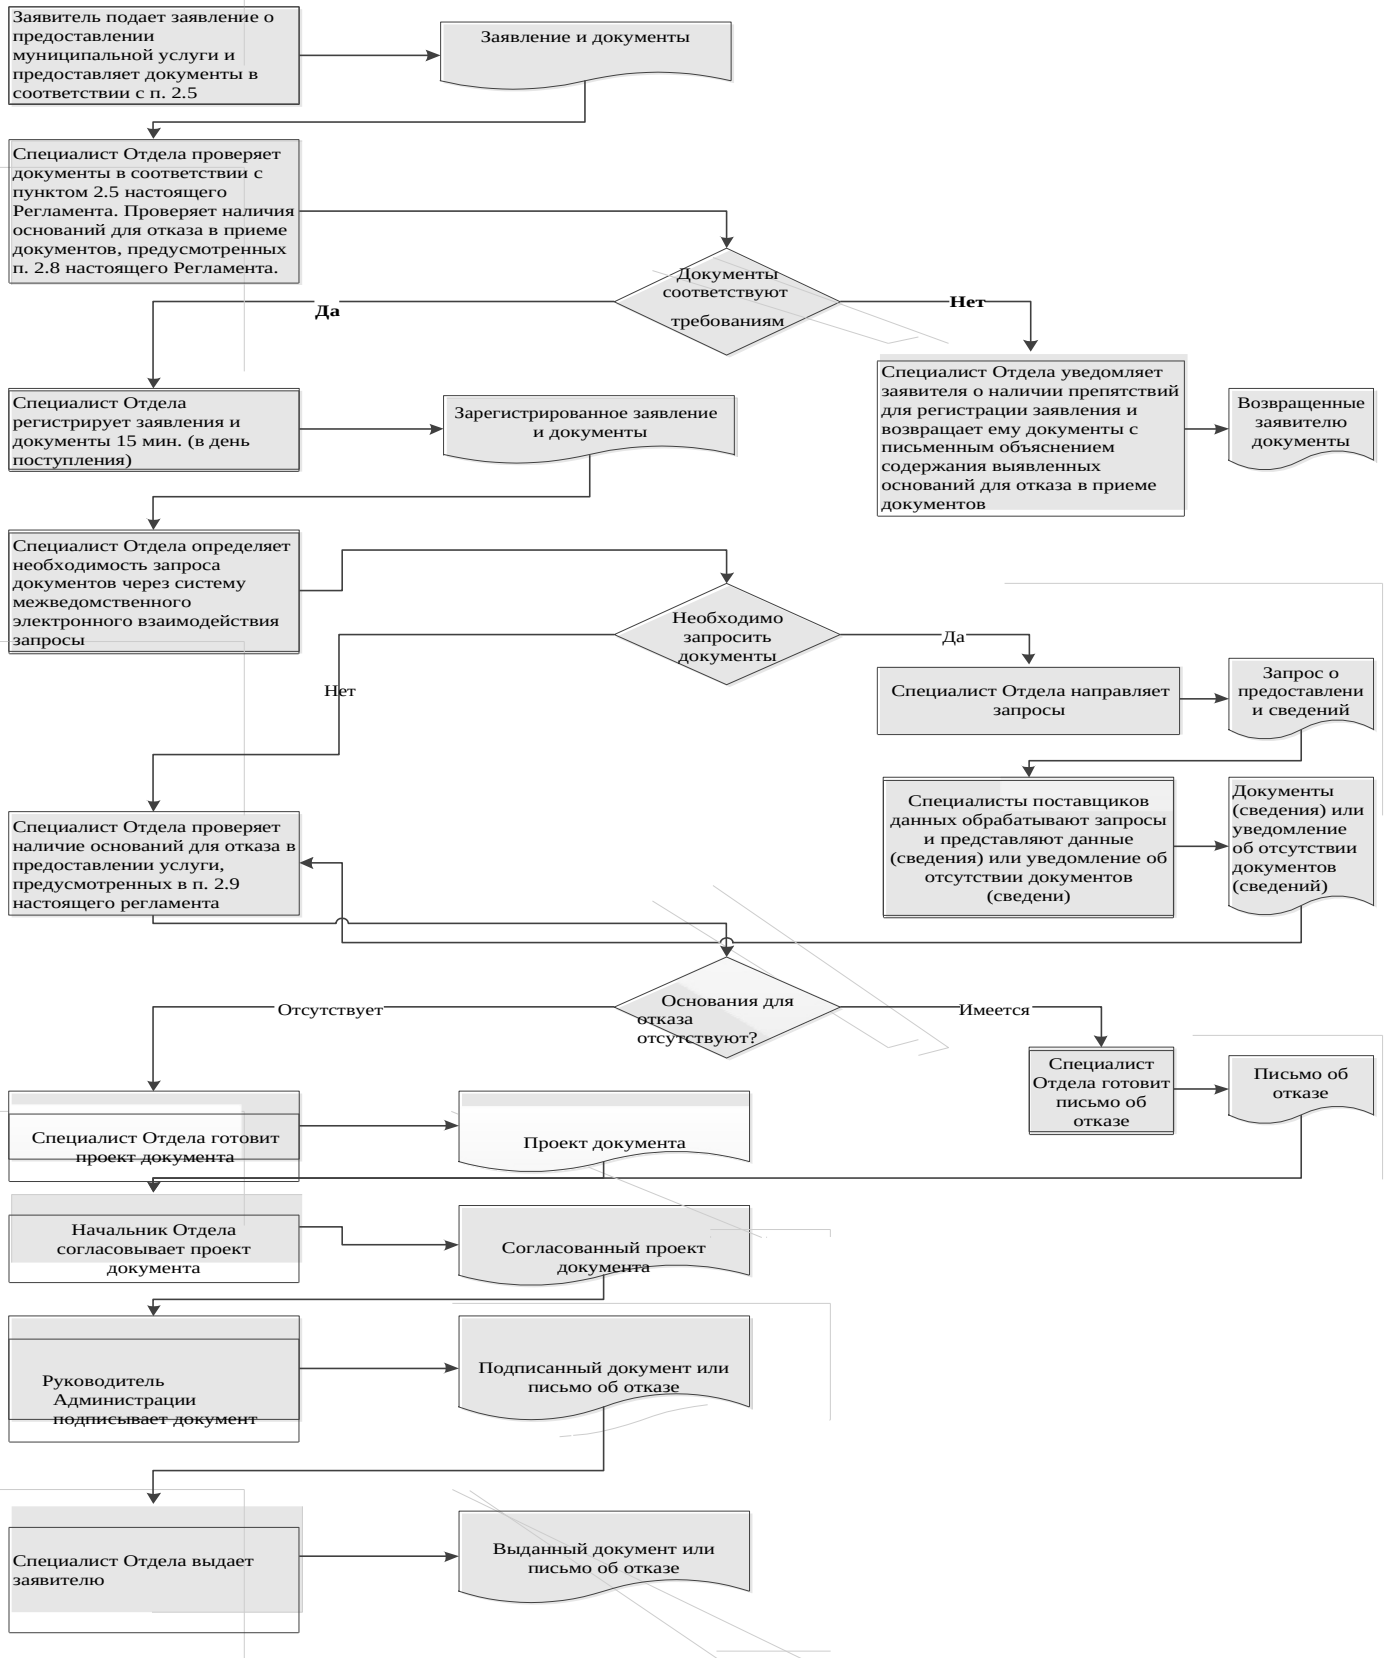 Заявитель подает заявление о
предоставлении
муниципальной услуги и
предоставляет документы в
соответствии с п. 2.5
Заявление и документы
Специалист Отдела проверяет
документы в соответствии с
пунктом 2.5 настоящего
Регламента. Проверяет наличия
оснований для отказа в приеме
документов, предусмотренных
п. 2.8 настоящего Регламента.
Документы
соответствуют
требованиям
Да
Нет
Специалист Отдела уведомляет
заявителя о наличии препятствий
для регистрации заявления и
возвращает ему документы с
письменным объяснением
содержания выявленных
оснований для отказа в приеме
документов
Возвращенные
заявителю
документы
Специалист Отдела
регистрирует заявления и
документы 15 мин. (в день
поступления)
Зарегистрированное заявление
и документы
Специалист Отдела определяет
необходимость запроса
документов через систему
межведомственного
электронного взаимодействия
запросы
Необходимо
запросить
документы
Да
Нет
Специалист Отдела направляет
запросы
Запрос о
предоставлени
и сведений
Специалисты поставщиков
данных обрабатывают запросы
и представляют данные
(сведения) или уведомление об
отсутствии документов
(сведени)
Документы
(сведения) или
уведомление
об отсутствии
документов
(сведений)
Специалист Отдела проверяет
наличие оснований для отказа в
предоставлении услуги,
предусмотренных в п. 2.9
настоящего регламента
Основания для
отказа
отсутствуют?
Отсутствует
Имеется
Специалист
Отдела готовит
письмо об
отказе
Письмо об
отказе
Специалист Отдела готовит
проект документа
Проект документа
Начальник Отдела
согласовывает проект
документа
Согласованный проект
документа
Руководитель
Администрации
подписывает документ
Подписанный документ или
письмо об отказе
Специалист Отдела выдает
заявителю
Выданный документ или
письмо об отказе